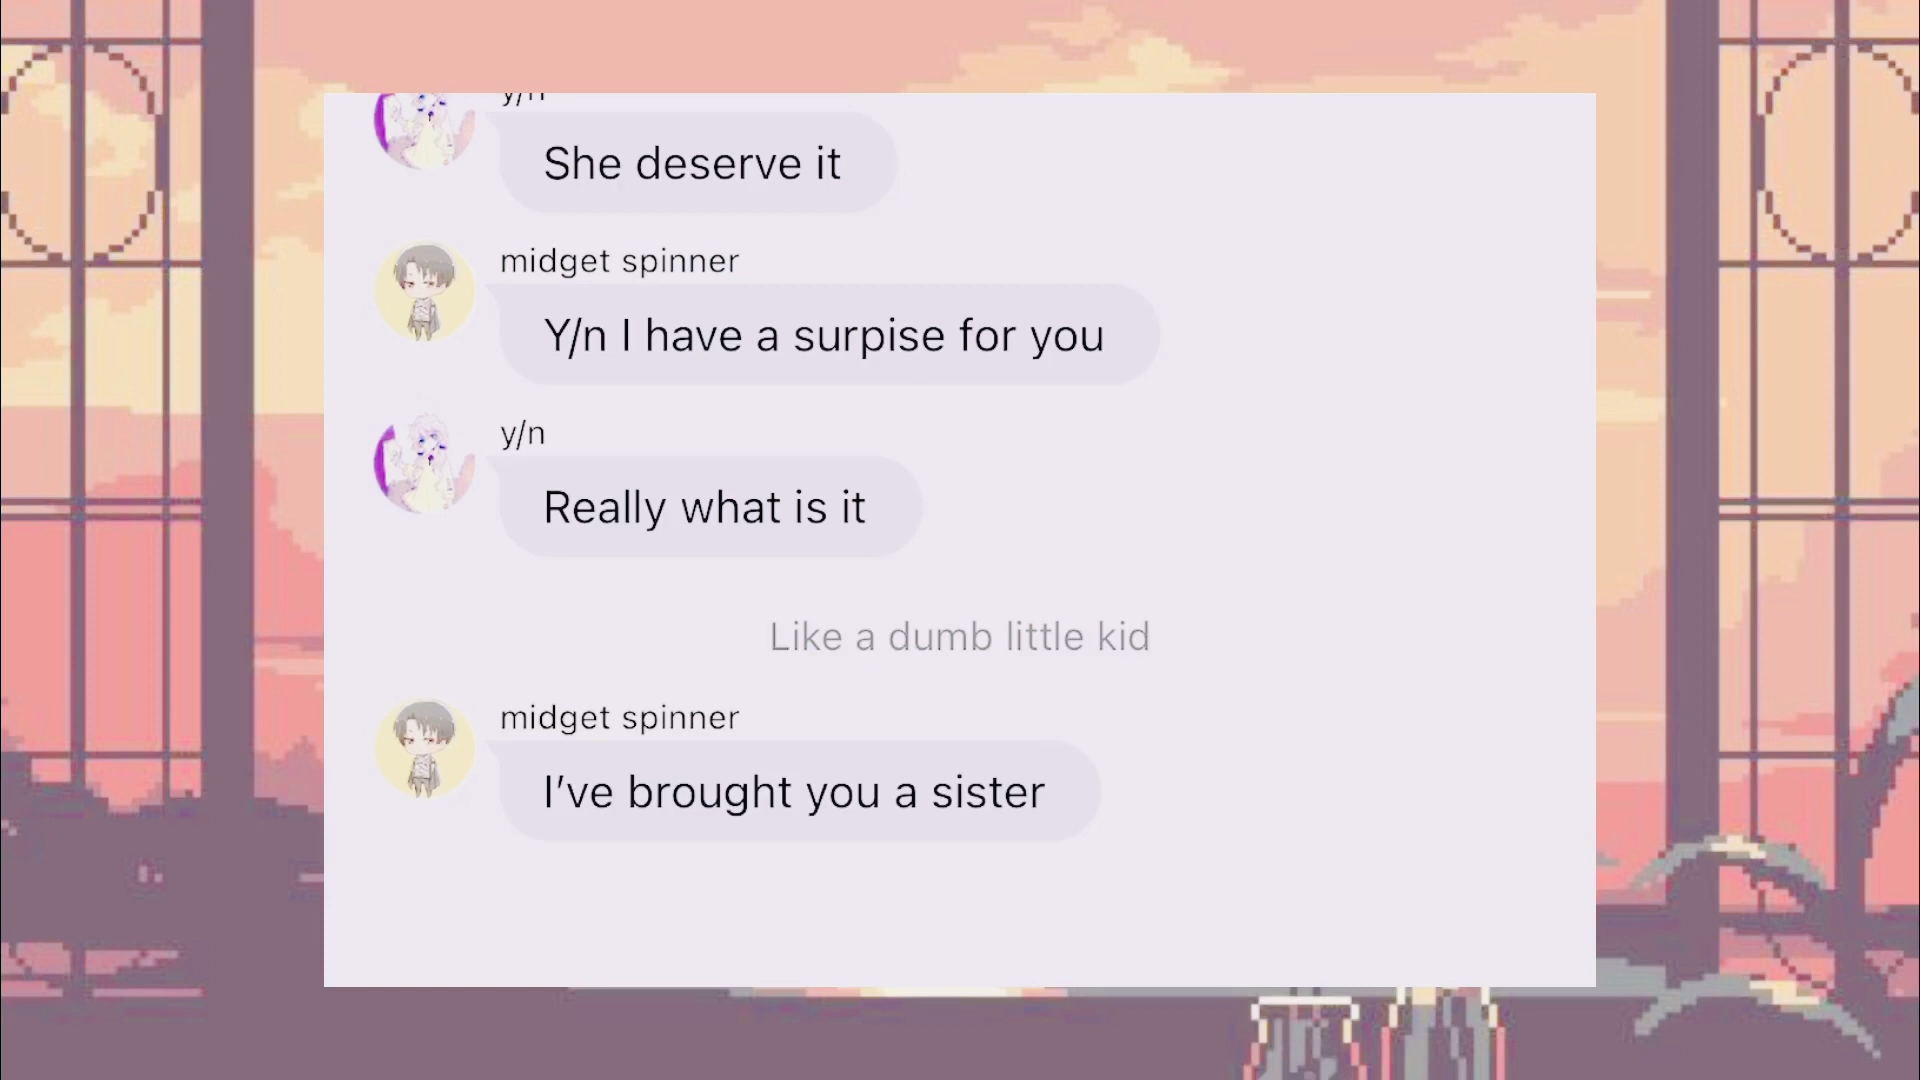 y/n
She deserve it
midget spinner
Y/n I have a surpise for you
y/n
Really what is it
Like a dumb little kid
midget spinner
I've brought you a sister